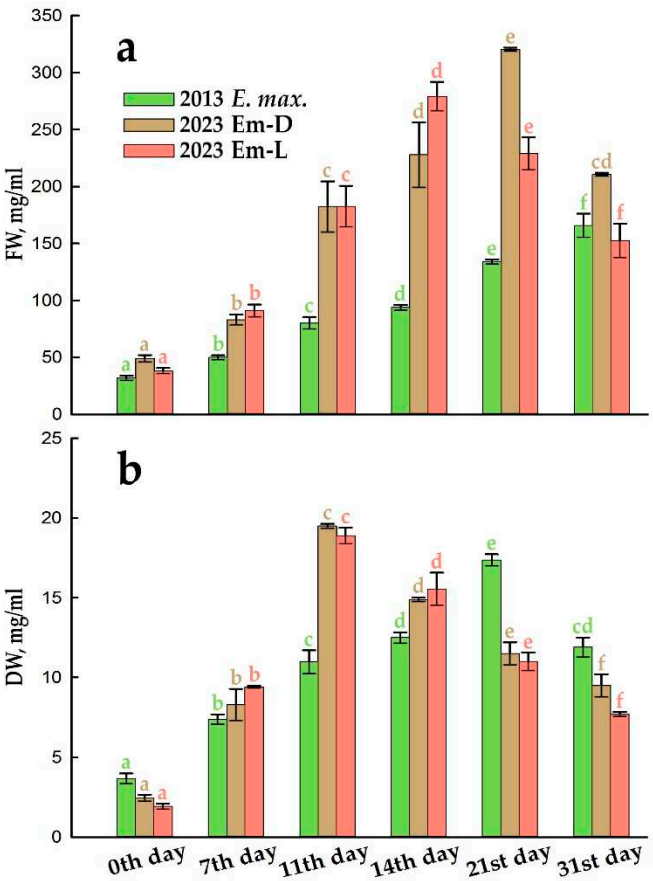 a
2013 E. max.
2023 Em-D
2023 Em-L
FW, mg/ml
350
300
250
200
150
100
50
0
a a a
b b b
c c c
d d d
e e e
f cd f
b
DW, mg/ml
25
20
15
10
5
0
a a a
b b b
c c c
d d d
e e e
cd f f
0th day 7th day 11th day 14th day 21st day 31st day